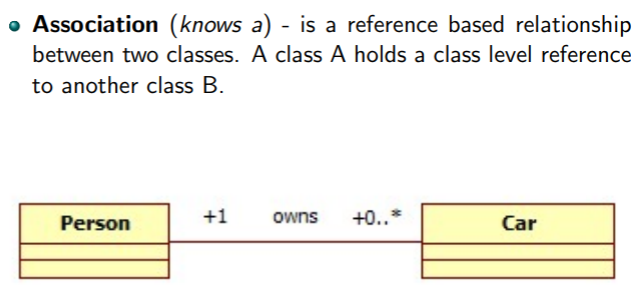 Association (knows a) - is a reference based relationship
between two classes. A class A holds a class level reference
to another class B.
Person +1 owns +0..* Car